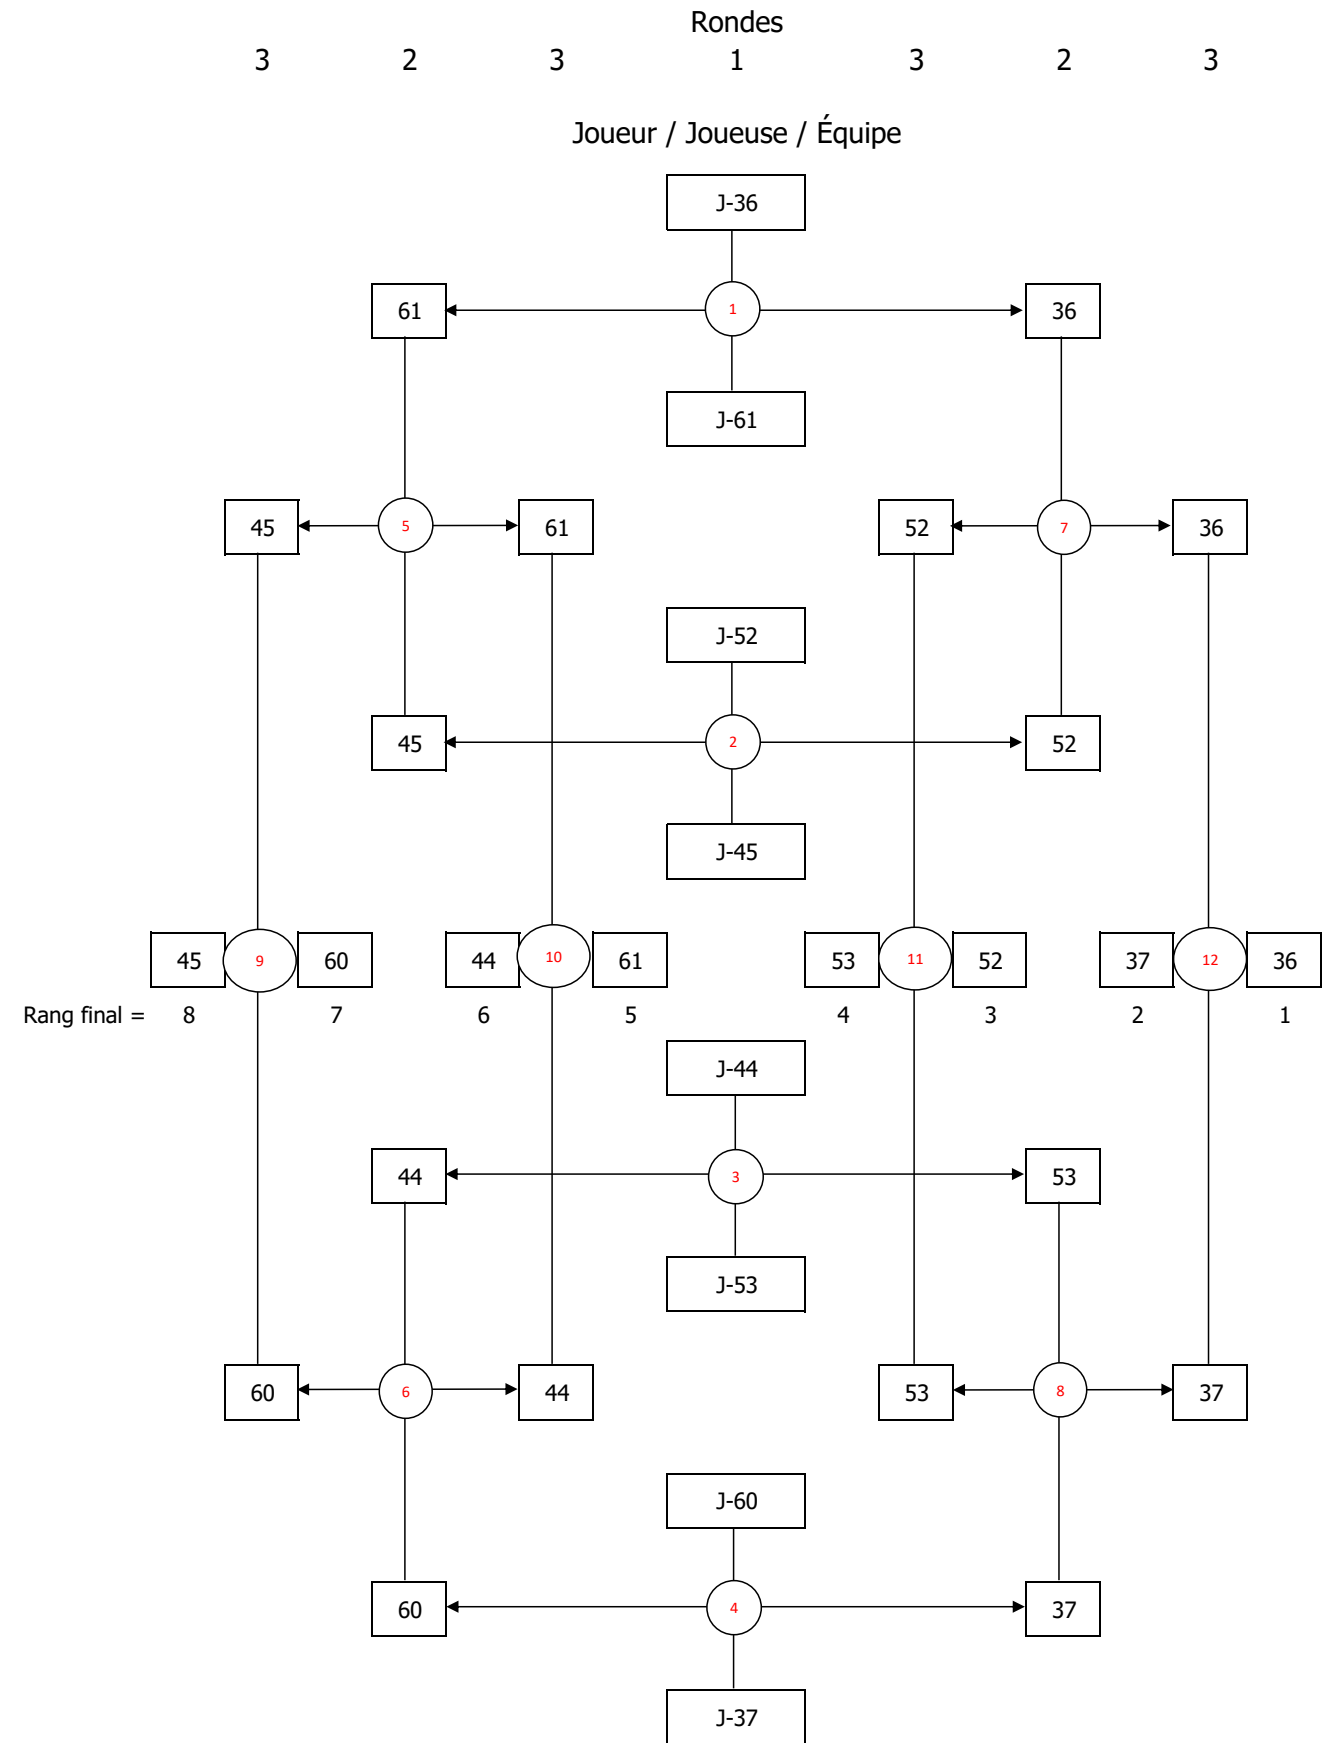 Rondes
3 2 3 1 3 2 3
Joueur / Joueuse / Équipe
J-36
61 1 36
J-61
45 5 61 52 7 36
J-52
45 2 52
J-45
45 9 60 44 10 61 53 11 52 37 12 36
Rang final = 8 7 6 5 4 3 2 1
J-44
44 3 53
J-53
60 6 44 53 8 37
J-60
60 4 37
J-37